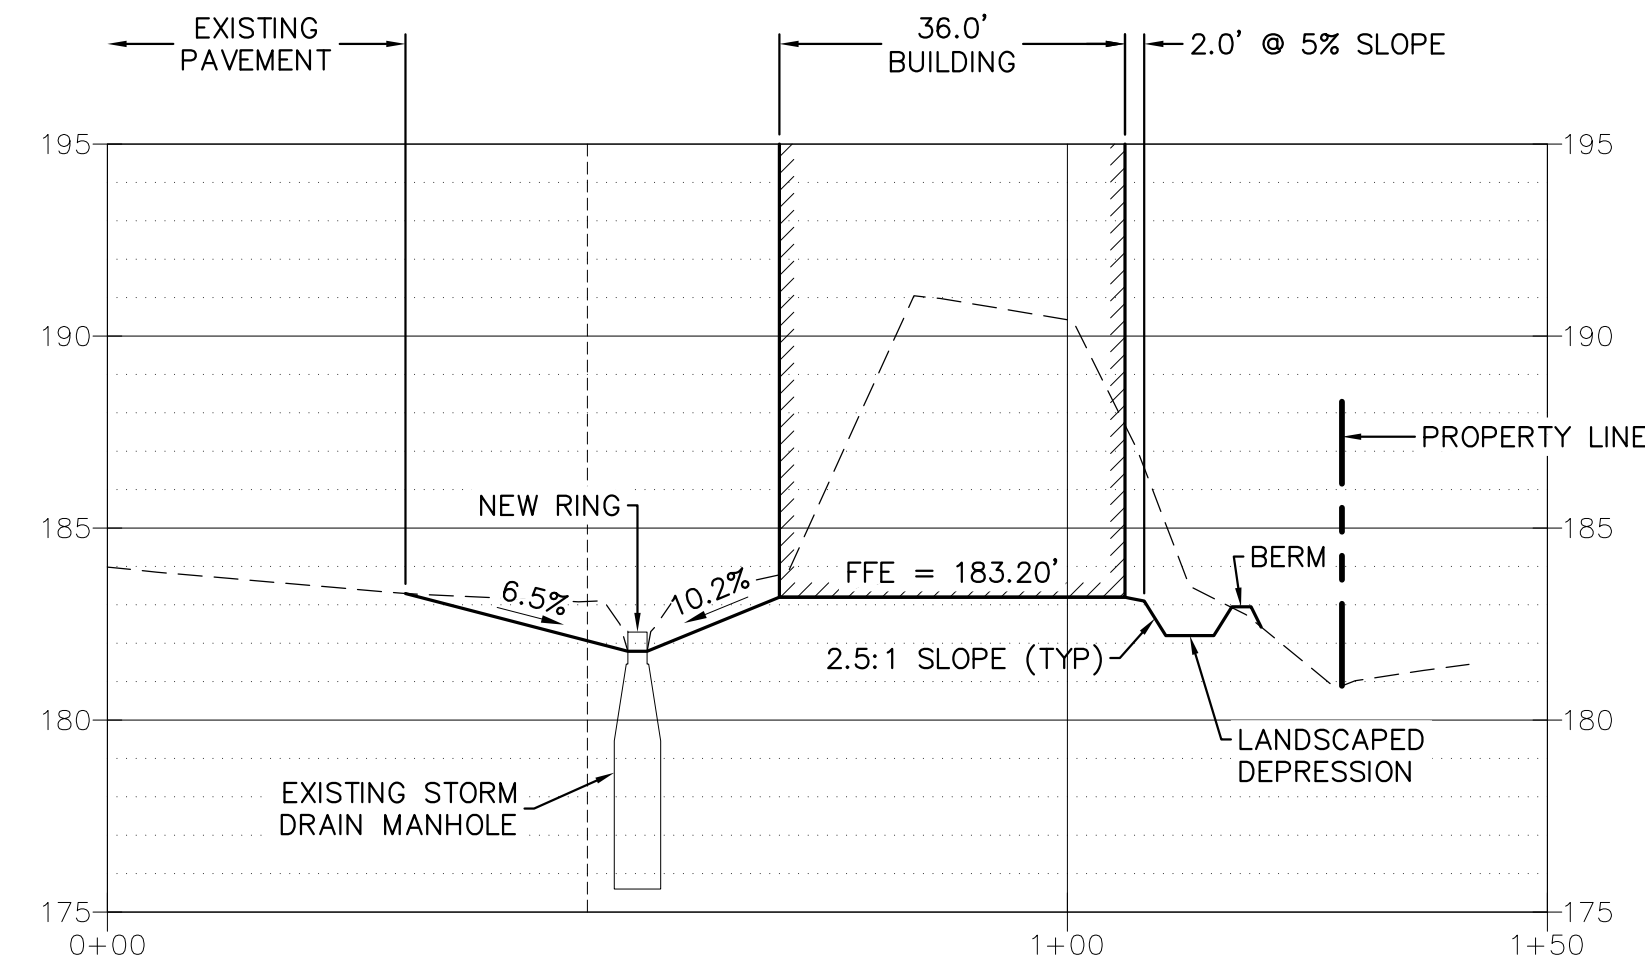 EXISTING
PAVEMENT
36.0'
BUILDING
2.0' @ 5% SLOPE
195
195
190
190
PROPERTY LINE
NEW RING
185
185
BERM
FFE = 183.20'
6.5%
10.2%
2.5:1 SLOPE (TYP)
180
180
LANDSCAPED
DEPRESSION
EXISTING STORM
DRAIN MANHOLE
175
175
0+00
1+00
1+50